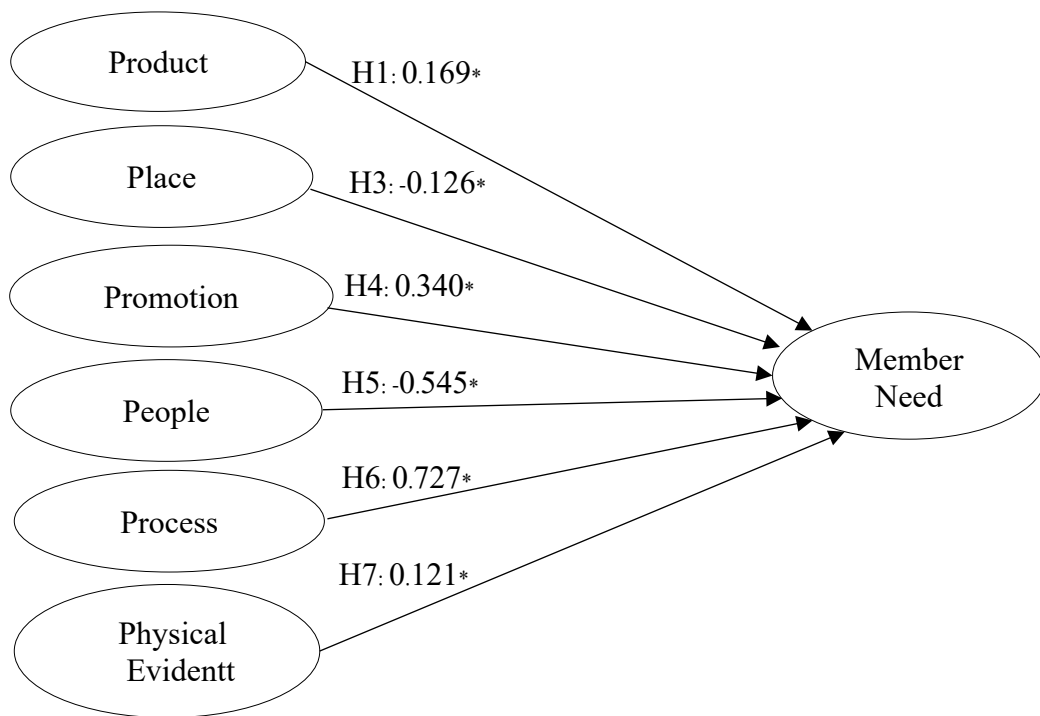 Product
H1: 0.169*
Place
H3: -0.126*
Promotion
H4: 0.340*
Member
Need
People
H5: -0.545*
Process
H6: 0.727*
Physical
Evidentt
H7: 0.121*